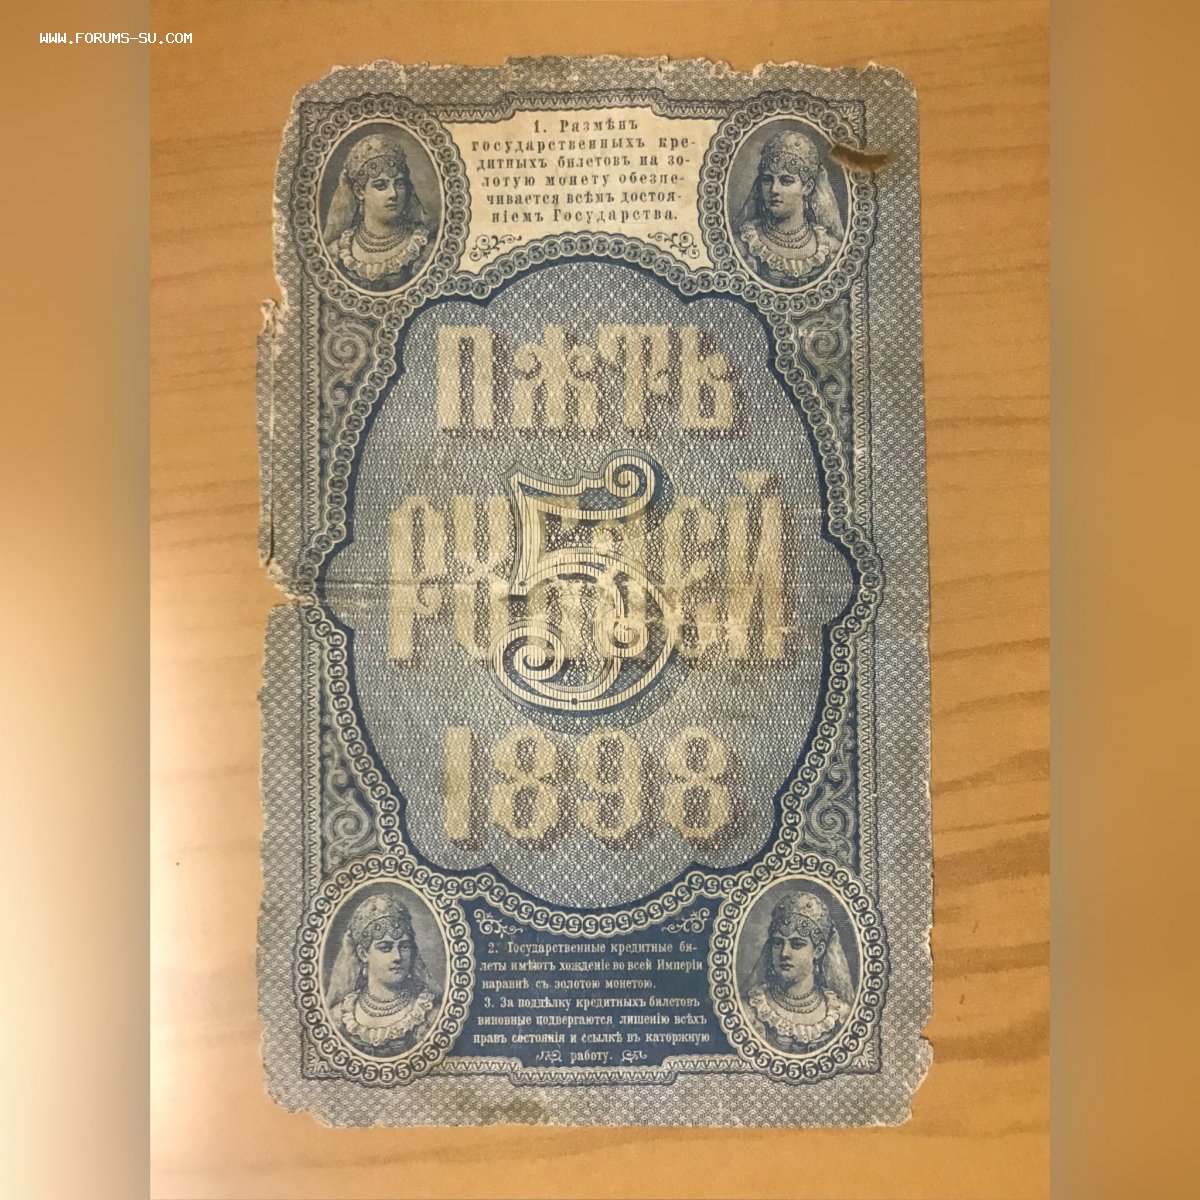 WWW.FORUMS-SU.COM
1. Размѣнъ
государственныхъ кре-
дитныхъ билетовъ на зо-
лотую монету обезпе-
чивается всѣмъ достоя-
ніемъ Государства.
ПѦТЬ
РУБЛЕЙ
5
1898
2. Государственные кредитные би-
леты имѣютъ хожденіе во всей Имперіи
наравнѣ съ золотою монетою.
3. За поддѣлку кредитныхъ билетовъ
виновные подвергаются лишенію всѣхъ
правъ состоянія и ссылкѣ въ каторжную
работу.